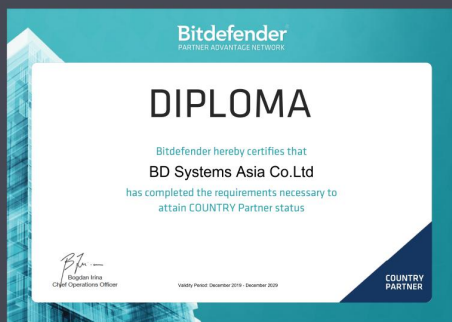 Bitdefender
PARTNER ADVANTAGE NETWORK
DIPLOMA
Bitdefender hereby certifies that
BD Systems Asia Co.Ltd
has completed the requirements necessary to
attain COUNTRY Partner status
Bogdan Irina
Chief Operations Officer
Validity Period: December 2019 - December 2029
COUNTRY
PARTNER